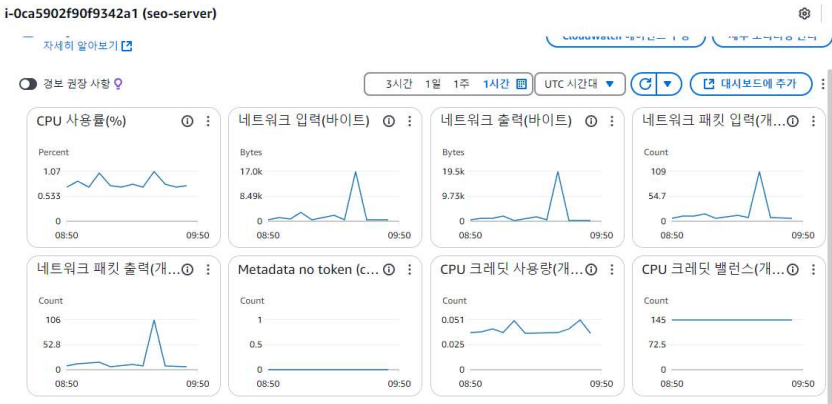 i-0ca5902f90f9342a1 (seo-server)
자세히 알아보기
경보 권장 사항
3시간 1일 1주 1시간
UTC 시간대
대시보드에 추가
CPU 사용률(%)
Percent
1.07
0.533
0
08:50 09:50
네트워크 입력(바이트)
Bytes
17.0k
8.49k
0
08:50 09:50
네트워크 출력(바이트)
Bytes
19.5k
9.73k
0
08:50 09:50
네트워크 패킷 입력(개...
Count
109
54.7
0
08:50 09:50
네트워크 패킷 출력(개...
Count
106
52.8
0
08:50 09:50
Metadata no token (c...
Count
1
0.5
0
08:50 09:50
CPU 크레딧 사용량(개...
Count
0.051
0.025
0
08:50 09:50
CPU 크레딧 밸런스(개...
Count
145
72.5
0
08:50 09:50